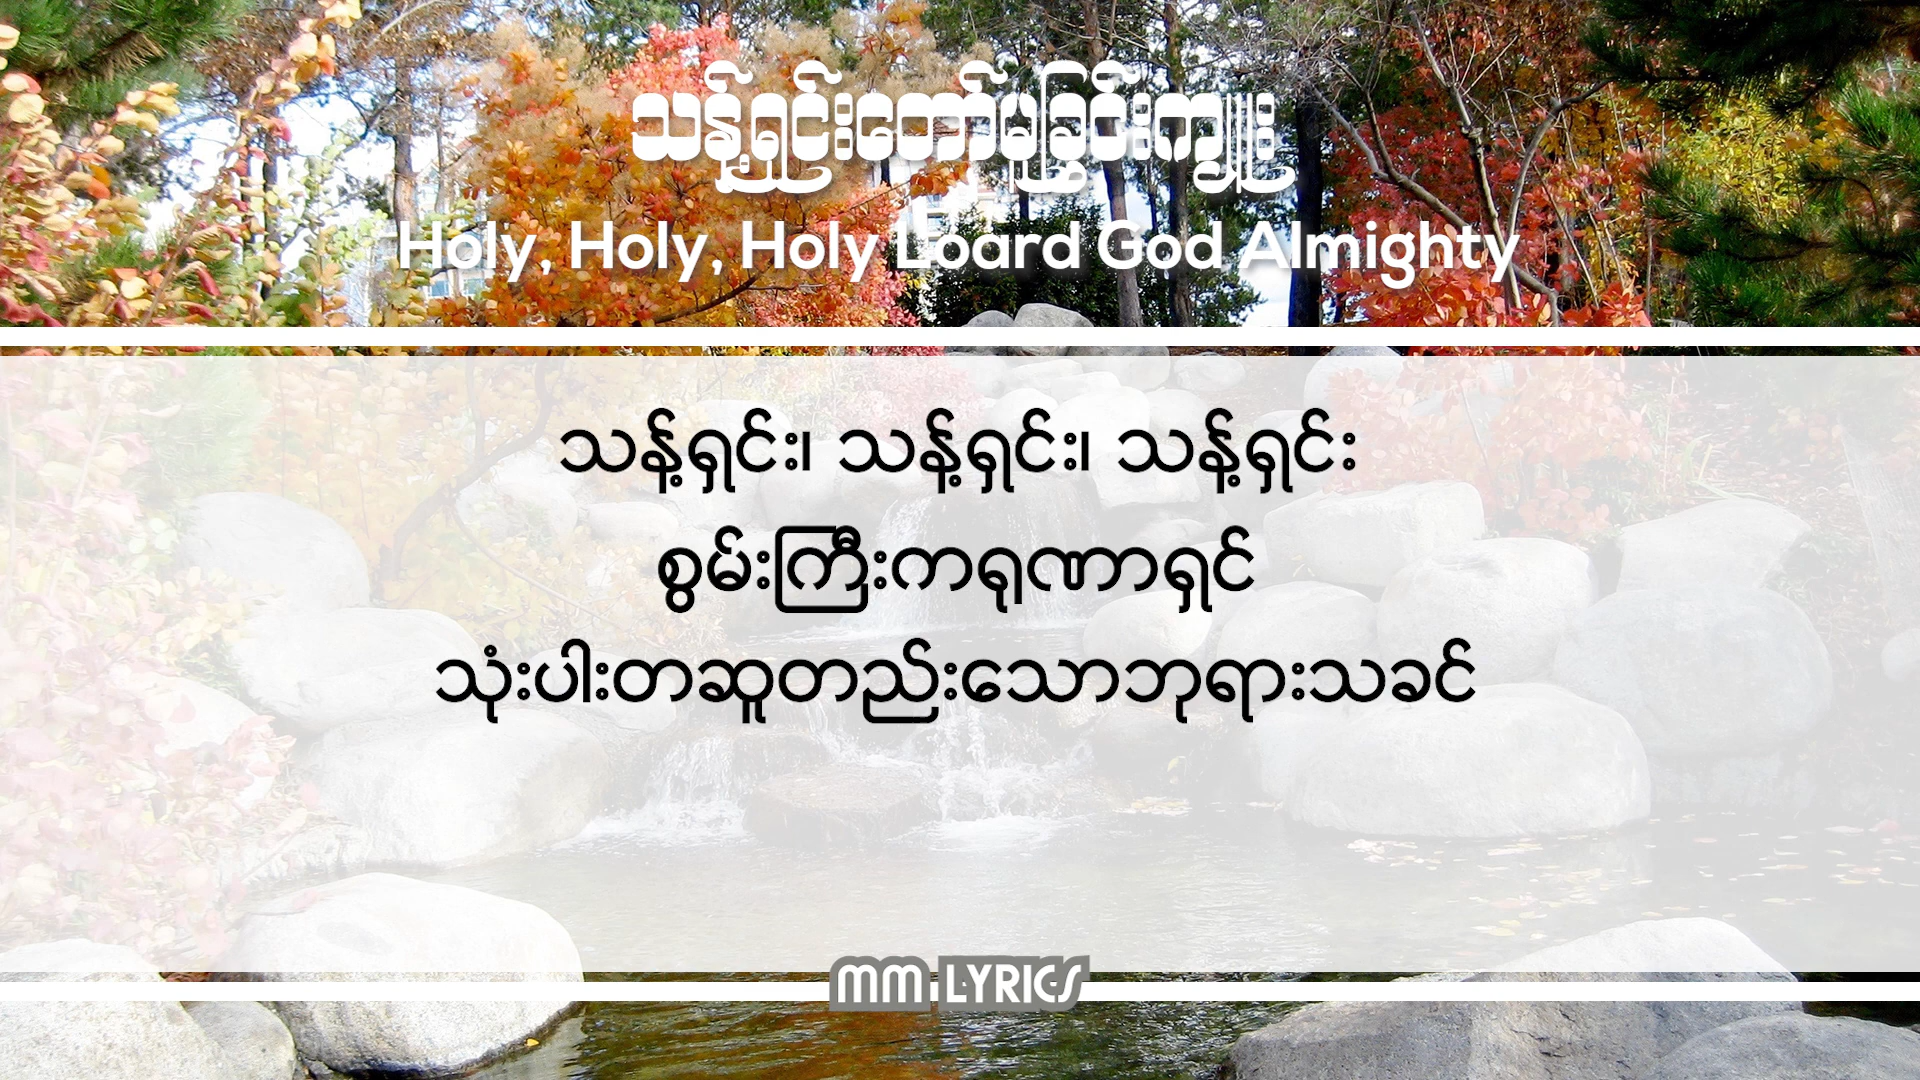 သန့်ရှင်းတော်မူခြင်းကျူး
Holy, Holy, Holy Loard God Almighty
သန့်ရှင်း၊ သန့်ရှင်း၊ သန့်ရှင်း
စွမ်းကြီးကရုဏာရှင်
သုံးပါးတဆူတည်းသောဘုရားသခင်
MM LYRICS